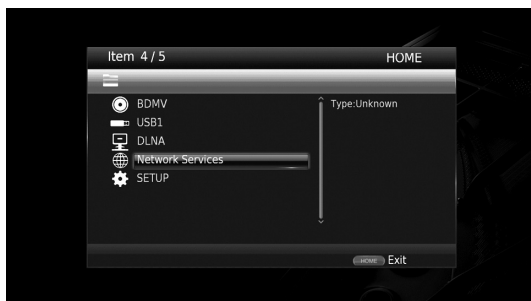 Item 4 / 5 HOME
BDMV Type:Unknown
USB1
DLNA
Network Services
SETUP
HOME Exit